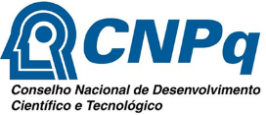 CNPq
Conselho Nacional de Desenvolvimento
Científico e Tecnológico